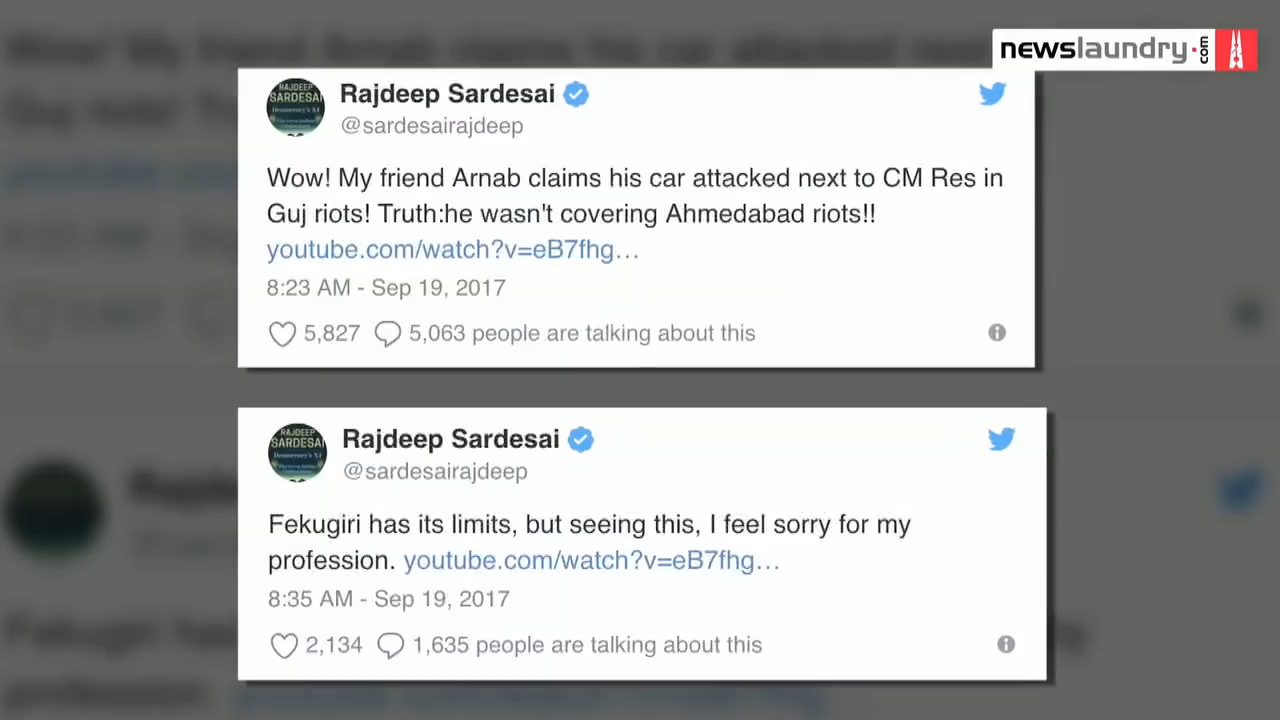 newslaundry.com
Rajdeep Sardesai
@sardesairajdeep
Wow! My friend Arnab claims his car attacked next to CM Res in
Guj riots! Truth:he wasn't covering Ahmedabad riots!!
youtube.com/watch?v=eB7fhg…
8:23 AM - Sep 19, 2017
5,827 5,063 people are talking about this
Rajdeep Sardesai
@sardesairajdeep
Fekugiri has its limits, but seeing this, I feel sorry for my
profession. youtube.com/watch?v=eB7fhg…
8:35 AM - Sep 19, 2017
2,134 1,635 people are talking about this